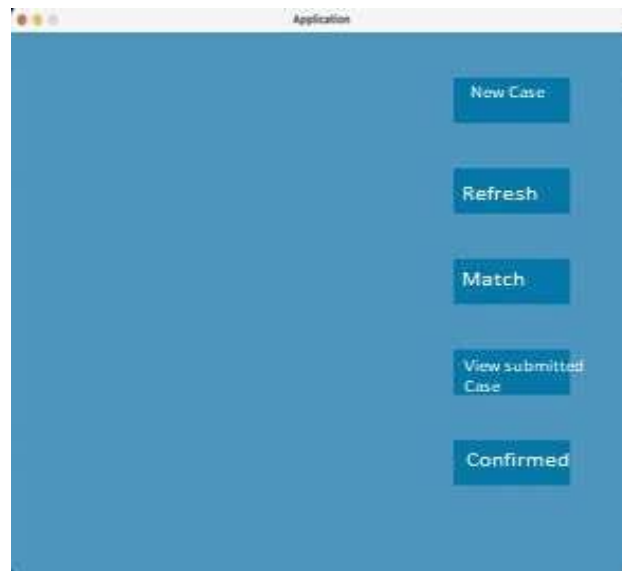 Application
New Case
Refresh
Match
View submitted
Case
Confirmed